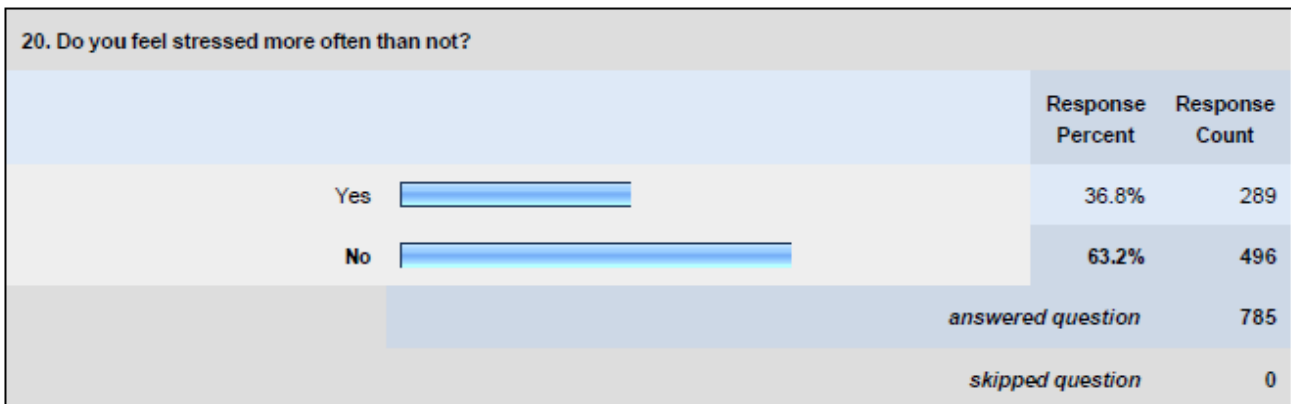 20. Do you feel stressed more often than not?
Response Response
Percent Count
Yes 36.8% 289
No 63.2% 496
answered question 785
skipped question 0